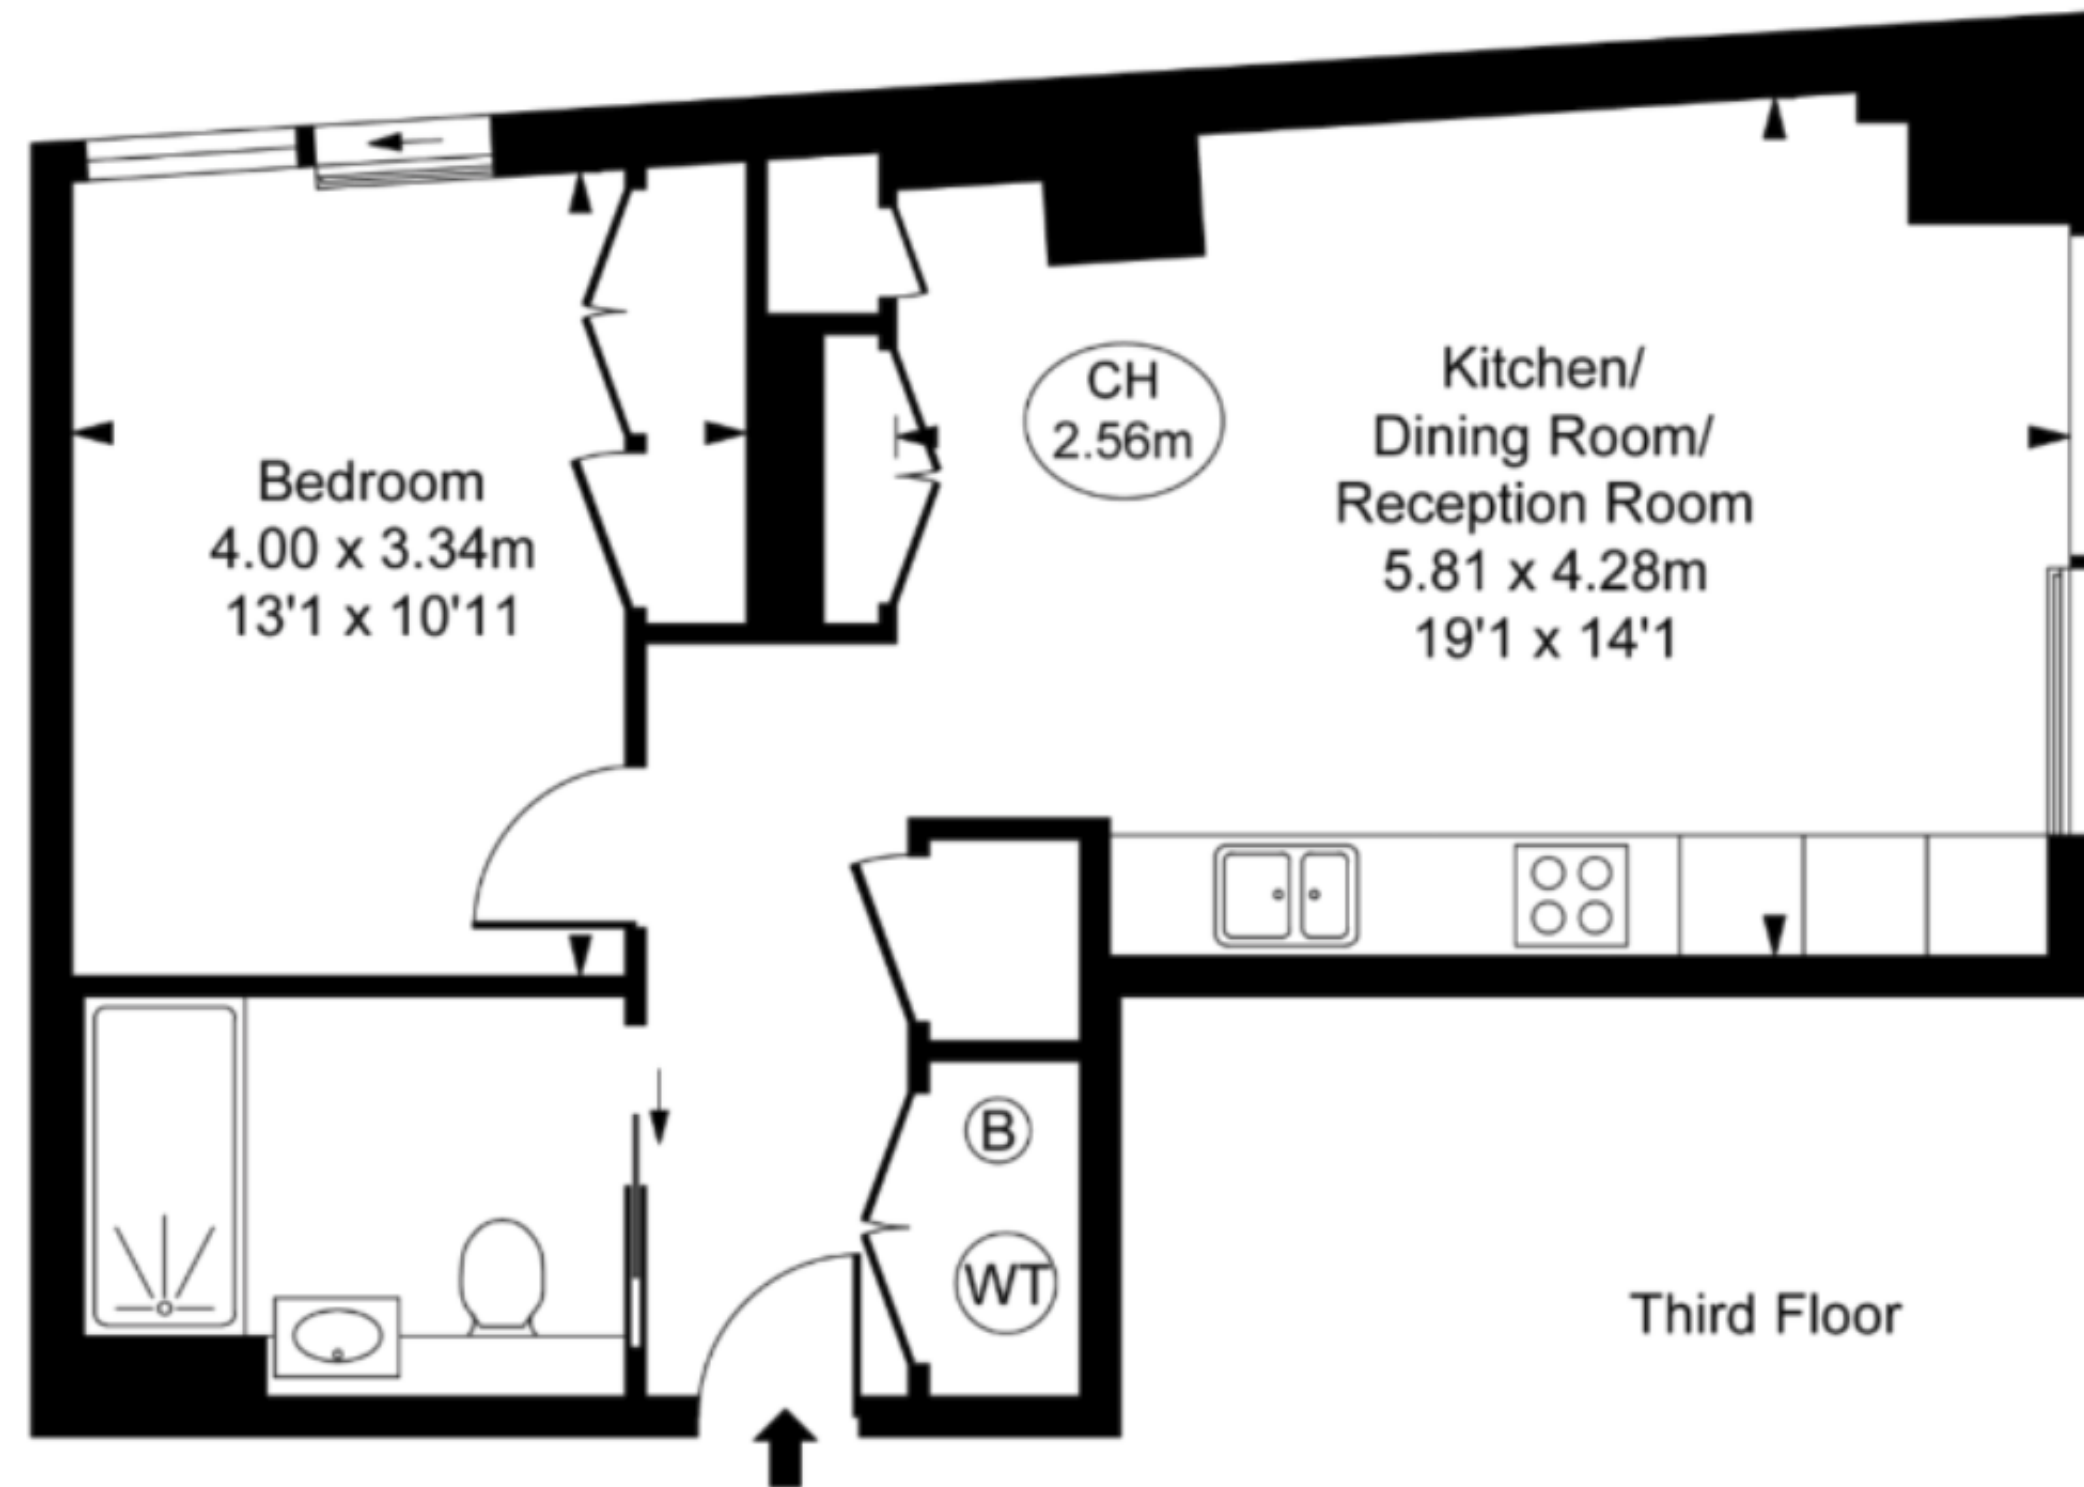 Bedroom
4.00 x 3.34m
13'1 x 10'11
CH
2.56m
Kitchen/
Dining Room/
Reception Room
5.81 x 4.28m
19'1 x 14'1
B
WT
Third Floor